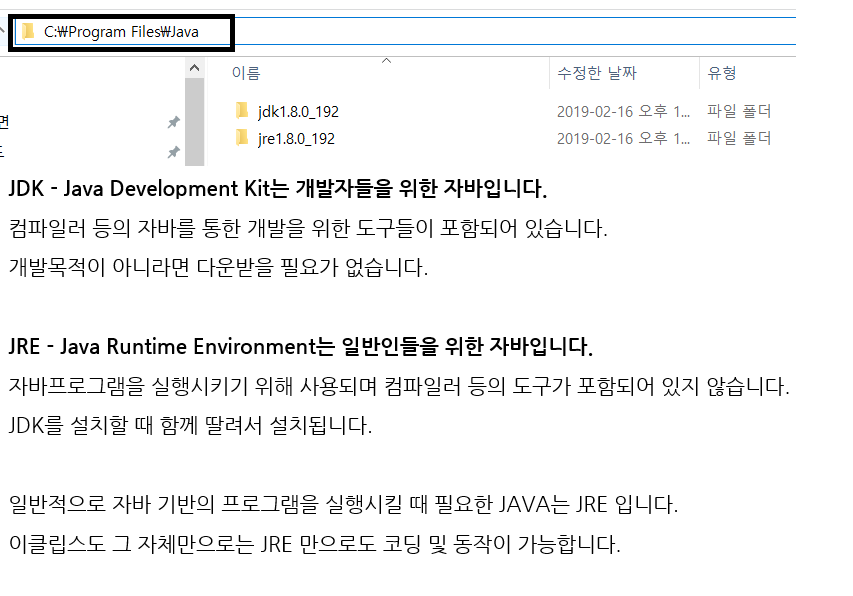 C:₩Program Files₩Java
이름
수정한 날짜
유형
면
jdk1.8.0_192
2019-02-16 오후 1...
파일 폴더
jre1.8.0_192
2019-02-16 오후 1...
파일 폴더
JDK - Java Development Kit는 개발자들을 위한 자바입니다.
컴파일러 등의 자바를 통한 개발을 위한 도구들이 포함되어 있습니다.
개발목적이 아니라면 다운받을 필요가 없습니다.
JRE - Java Runtime Environment는 일반인들을 위한 자바입니다.
자바프로그램을 실행시키기 위해 사용되며 컴파일러 등의 도구가 포함되어 있지 않습니다.
JDK를 설치할 때 함께 딸려서 설치됩니다.
일반적으로 자바 기반의 프로그램을 실행시킬 때 필요한 JAVA는 JRE 입니다.
이클립스도 그 자체만으로는 JRE 만으로도 코딩 및 동작이 가능합니다.